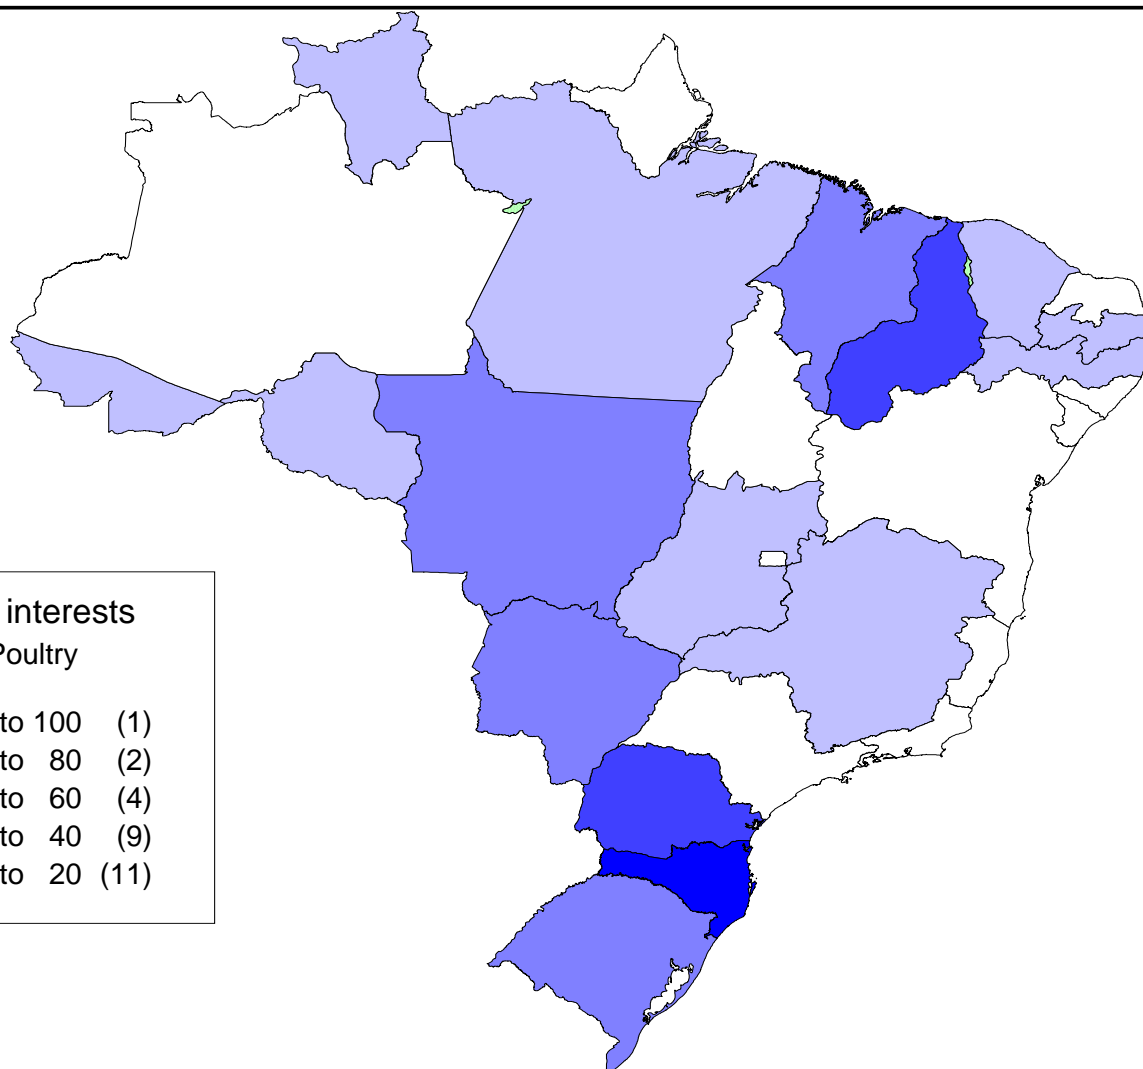 interests
Poultry
to 100 (1)
to 80 (2)
to 60 (4)
to 40 (9)
to 20 (11)